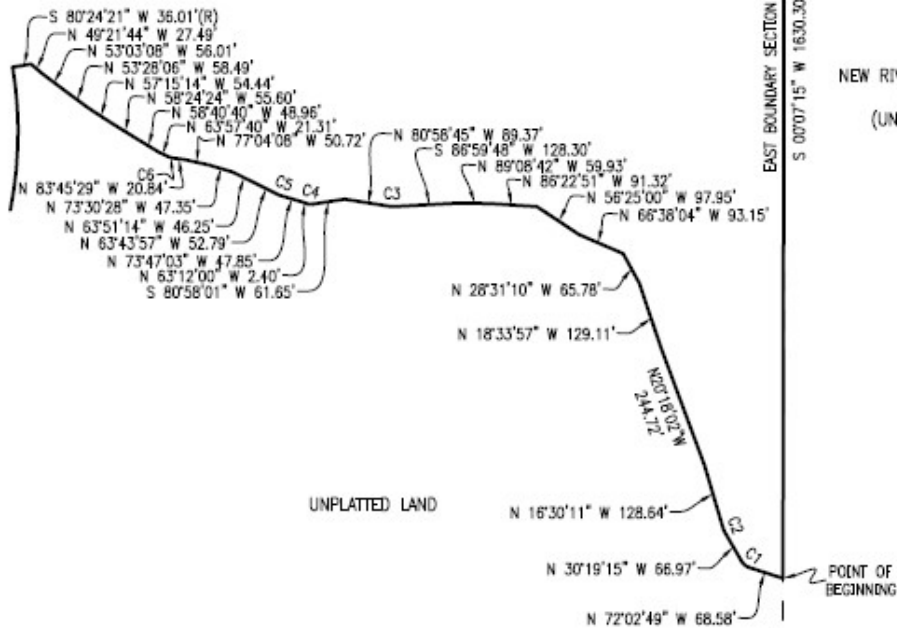 S 80°24'21" W 36.01'(R)
N 49°21'44" W 27.49'
N 53°03'08" W 56.01'
N 53°28'06" W 58.49'
N 57°15'14" W 54.44'
N 58°24'24" W 55.60'
N 58°40'40" W 48.96'
N 63°57'40" W 21.31'
N 77°04'08" W 50.72'
C6
N 83°45'29" W 20.84'
N 73°30'28" W 47.35'
N 63°51'14" W 46.25'
N 63°43'57" W 52.79'
N 73°47'03" W 47.85'
N 63°12'00" W 2.40'
S 80°58'01" W 61.65'
C5
C4
C3
N 80°58'45" W 89.37'
S 86°59'48" W 128.30'
N 89°08'42" W 59.93'
N 86°22'51" W 91.32'
N 56°25'00" W 97.95'
N 66°38'04" W 93.15'
N 28°31'10" W 65.78'
N 18°33'57" W 129.11'
N20°18'02"W
244.72'
N 16°30'11" W 128.64'
C2
C1
N 30°19'15" W 66.97'
N 72°02'49" W 68.58'
POINT OF
BEGINNING
UNPLATTED LAND
EAST BOUNDARY SECTION
S 00°07'15" W 1630.30
NEW RIV
(UN